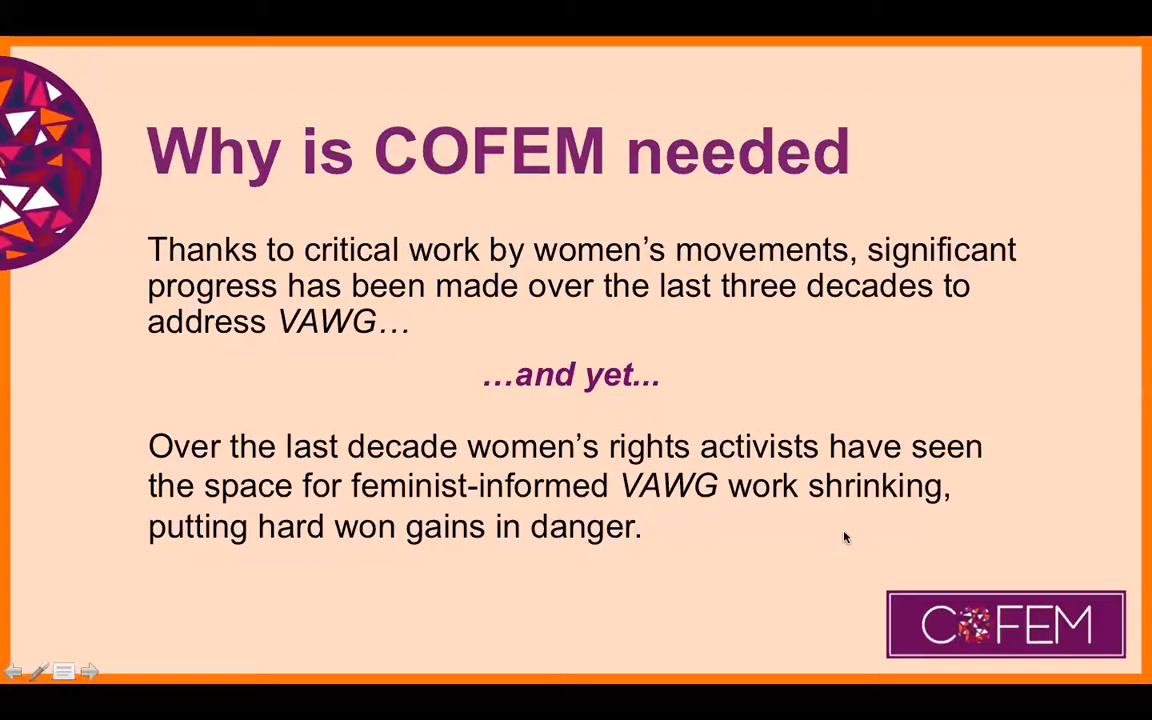 Why is COFEM needed
Thanks to critical work by women’s movements, significant
progress has been made over the last three decades to
address VAWG…
…and yet...
Over the last decade women’s rights activists have seen
the space for feminist-informed VAWG work shrinking,
putting hard won gains in danger.
COFEM